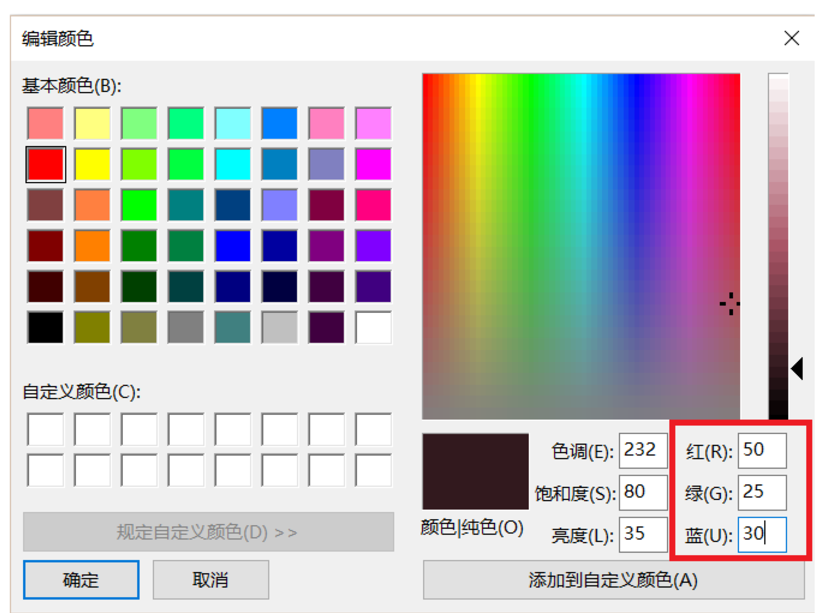 编辑颜色
基本颜色(B):
自定义颜色(C):
规定自定义颜色(D) >>
确定
取消
颜色|纯色(O)
色调(E): 232
饱和度(S): 80
亮度(L): 35
红(R): 50
绿(G): 25
蓝(U): 30
添加到自定义颜色(A)